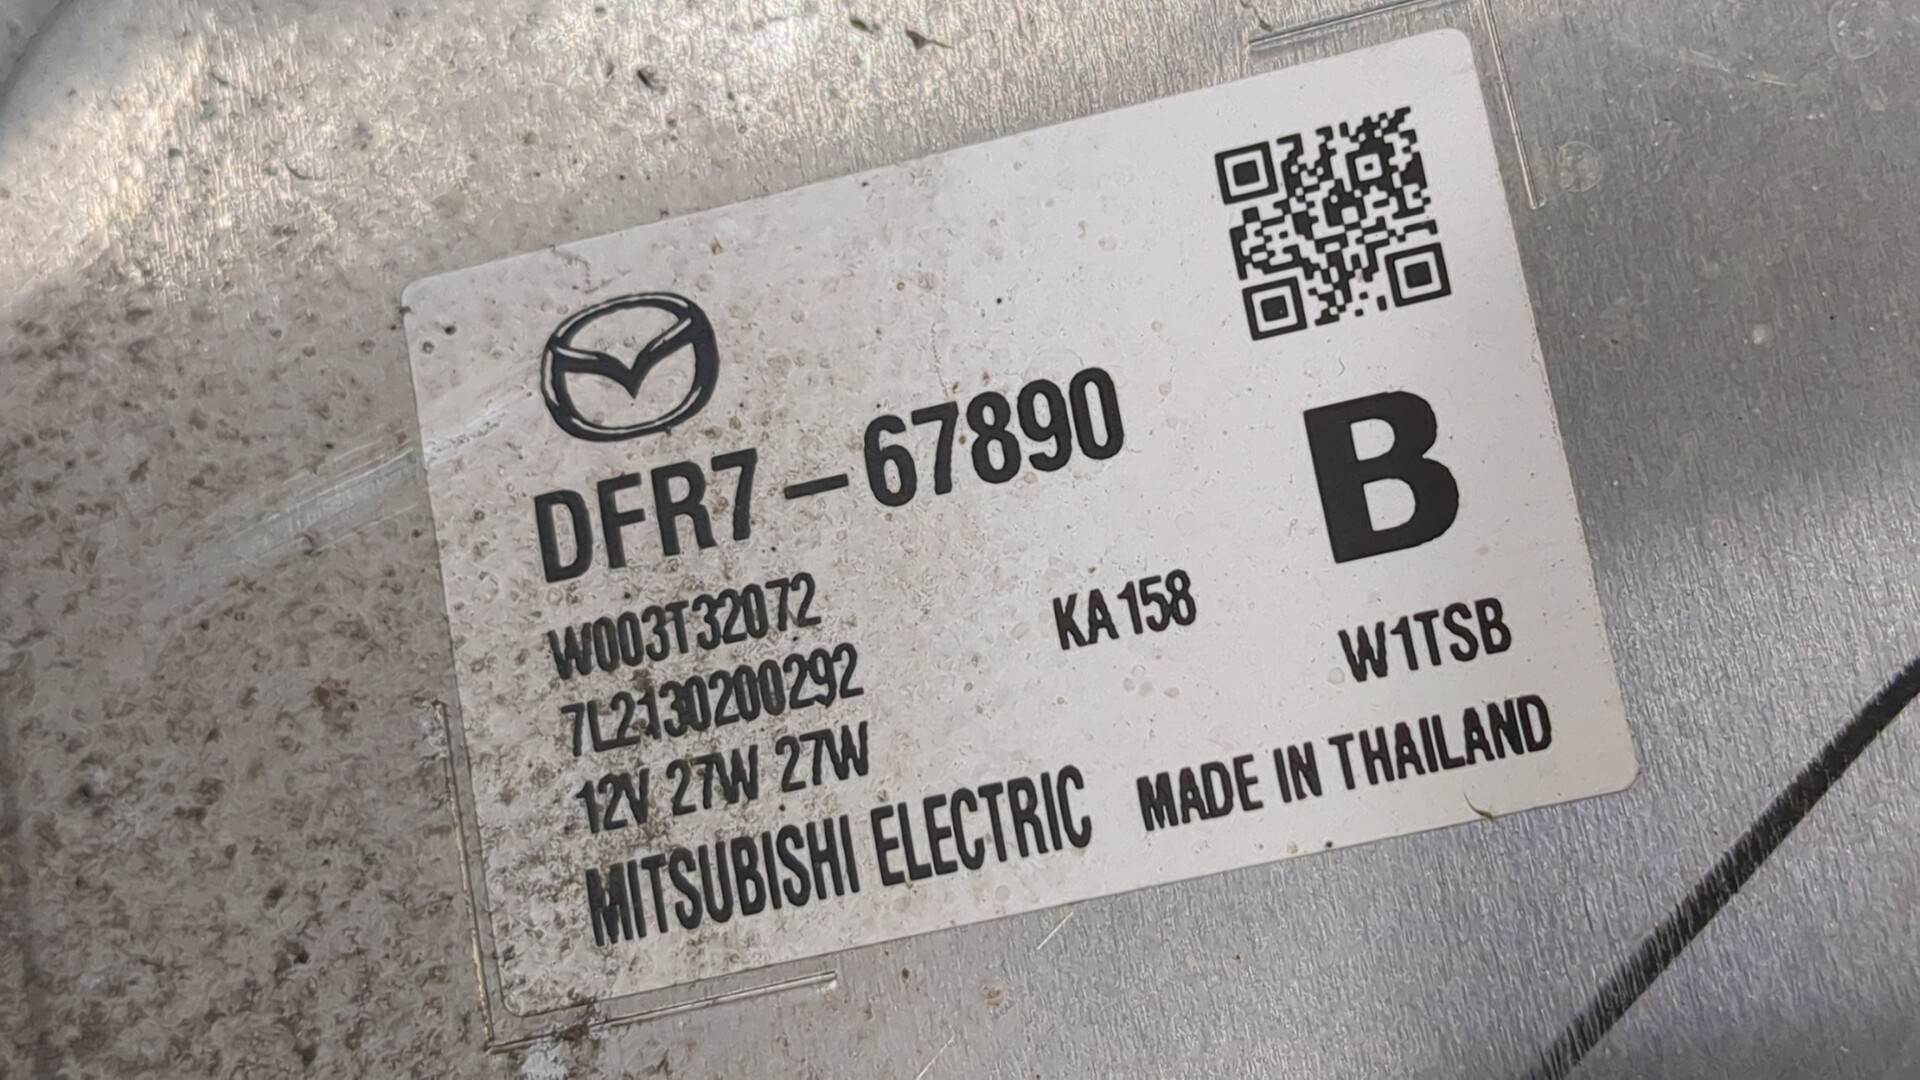 DFR7-67890
B
W003T32072
KA158
7L2130200292
W1TSB
12V 27W 27W
MITSUBISHI ELECTRIC MADE IN THAILAND